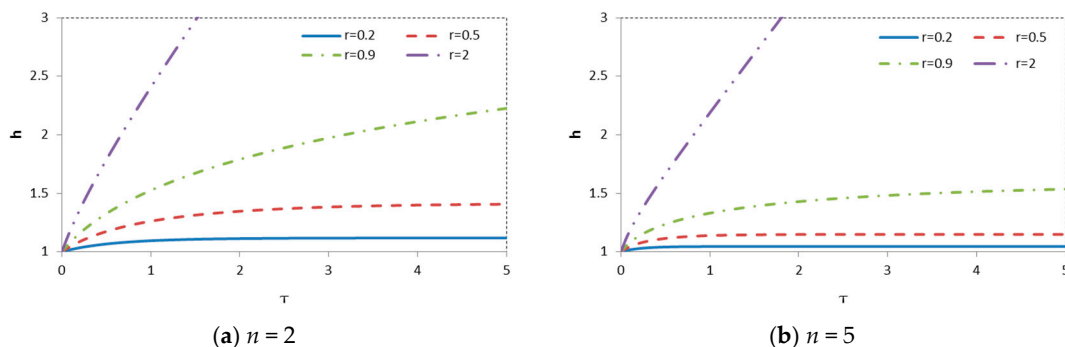 3
2.5
2
1.5
1
h
0 1 2 3 4 5
τ
r=0.2 r=0.5
r=0.9 r=2
(a) n = 2
3
2.5
2
1.5
1
h
0 1 2 3 4 5
τ
r=0.2 r=0.5
r=0.9 r=2
(b) n = 5